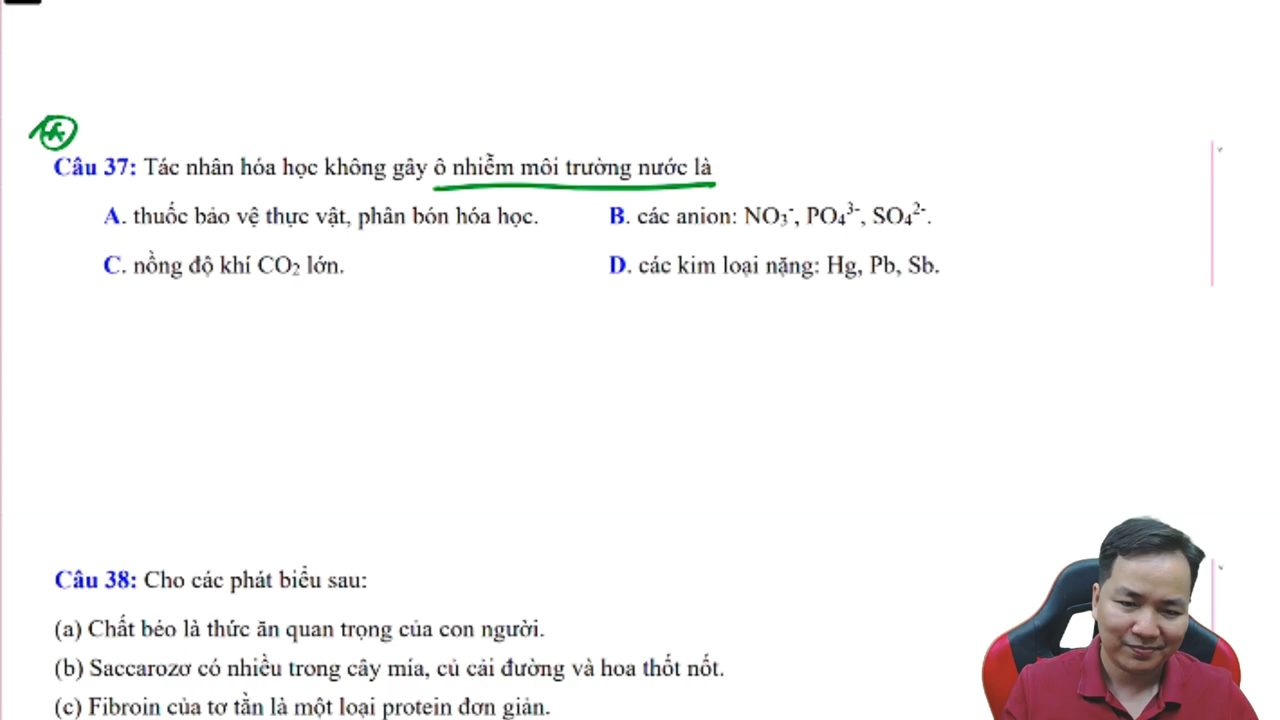 Câu 37: Tác nhân hóa học không gây ô nhiễm môi trường nước là
A. thuốc bảo vệ thực vật, phân bón hóa học. B. các anion: NO₃⁻, PO₄³⁻, SO₄²⁻.
C. nồng độ khí CO₂ lớn. D. các kim loại nặng: Hg, Pb, Sb.
Câu 38: Cho các phát biểu sau:
(a) Chất béo là thức ăn quan trọng của con người.
(b) Saccarozơ có nhiều trong cây mía, củ cải đường và hoa thốt nốt.
(c) Fibroin của tơ tằn là một loại protein đơn giản.